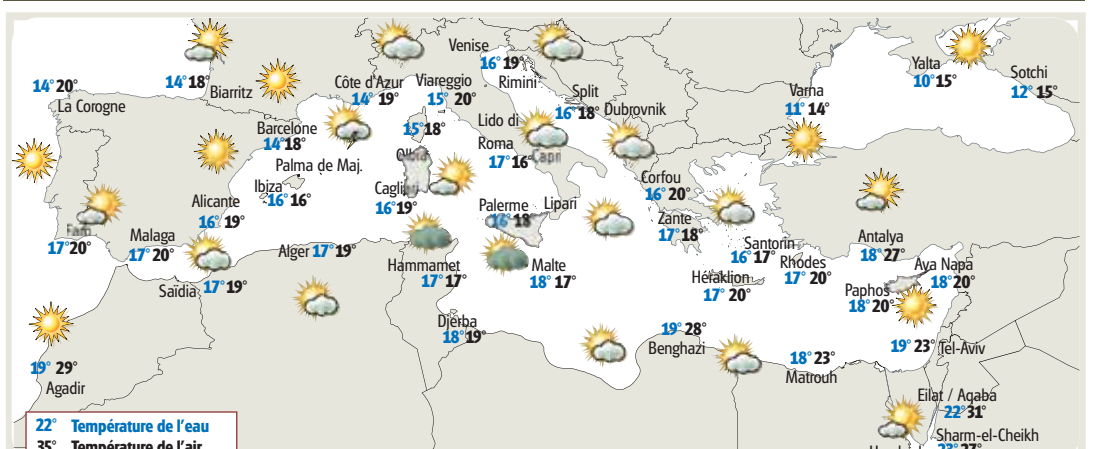 Venise
16° 19°
Rimini
Yalta
10° 15°
Sotchi
12° 15°
14° 20°
La Corogne
14° 18°
Biarritz
Côte d'Azur
14° 19°
Viareggio
15° 20°
Split
16° 18°
Dubrovnik
Varna
11° 14°
Barcelone
14° 18°
15° 18°
Olbia
Lido di
Roma
17° 16°
Capri
Palma de Maj.
Ibiza
16° 16°
Cagliari
16° 19°
Corfou
16° 20°
Alicante
16° 19°
Palerme
16° 18°
Lipari
Zante
17° 18°
Faro
17° 20°
Malaga
17° 20°
Alger 17° 19°
Santorin
16° 17°
Rhodes
17° 20°
Antalya
18° 27°
Aya Napa
18° 20°
Hammamet
17° 17°
Malte
18° 17°
Héraklion
17° 20°
Paphos
18° 20°
Saïdia
17° 19°
Djerba
18° 19°
19° 28°
Benghazi
19° 23°
Tel-Aviv
18° 23°
Matrouh
19° 29°
Agadir
Eilat / Aqaba
22° 31°
Sharm-el-Cheikh
23° 27°
22° Température de l'eau
35° Température de l'air